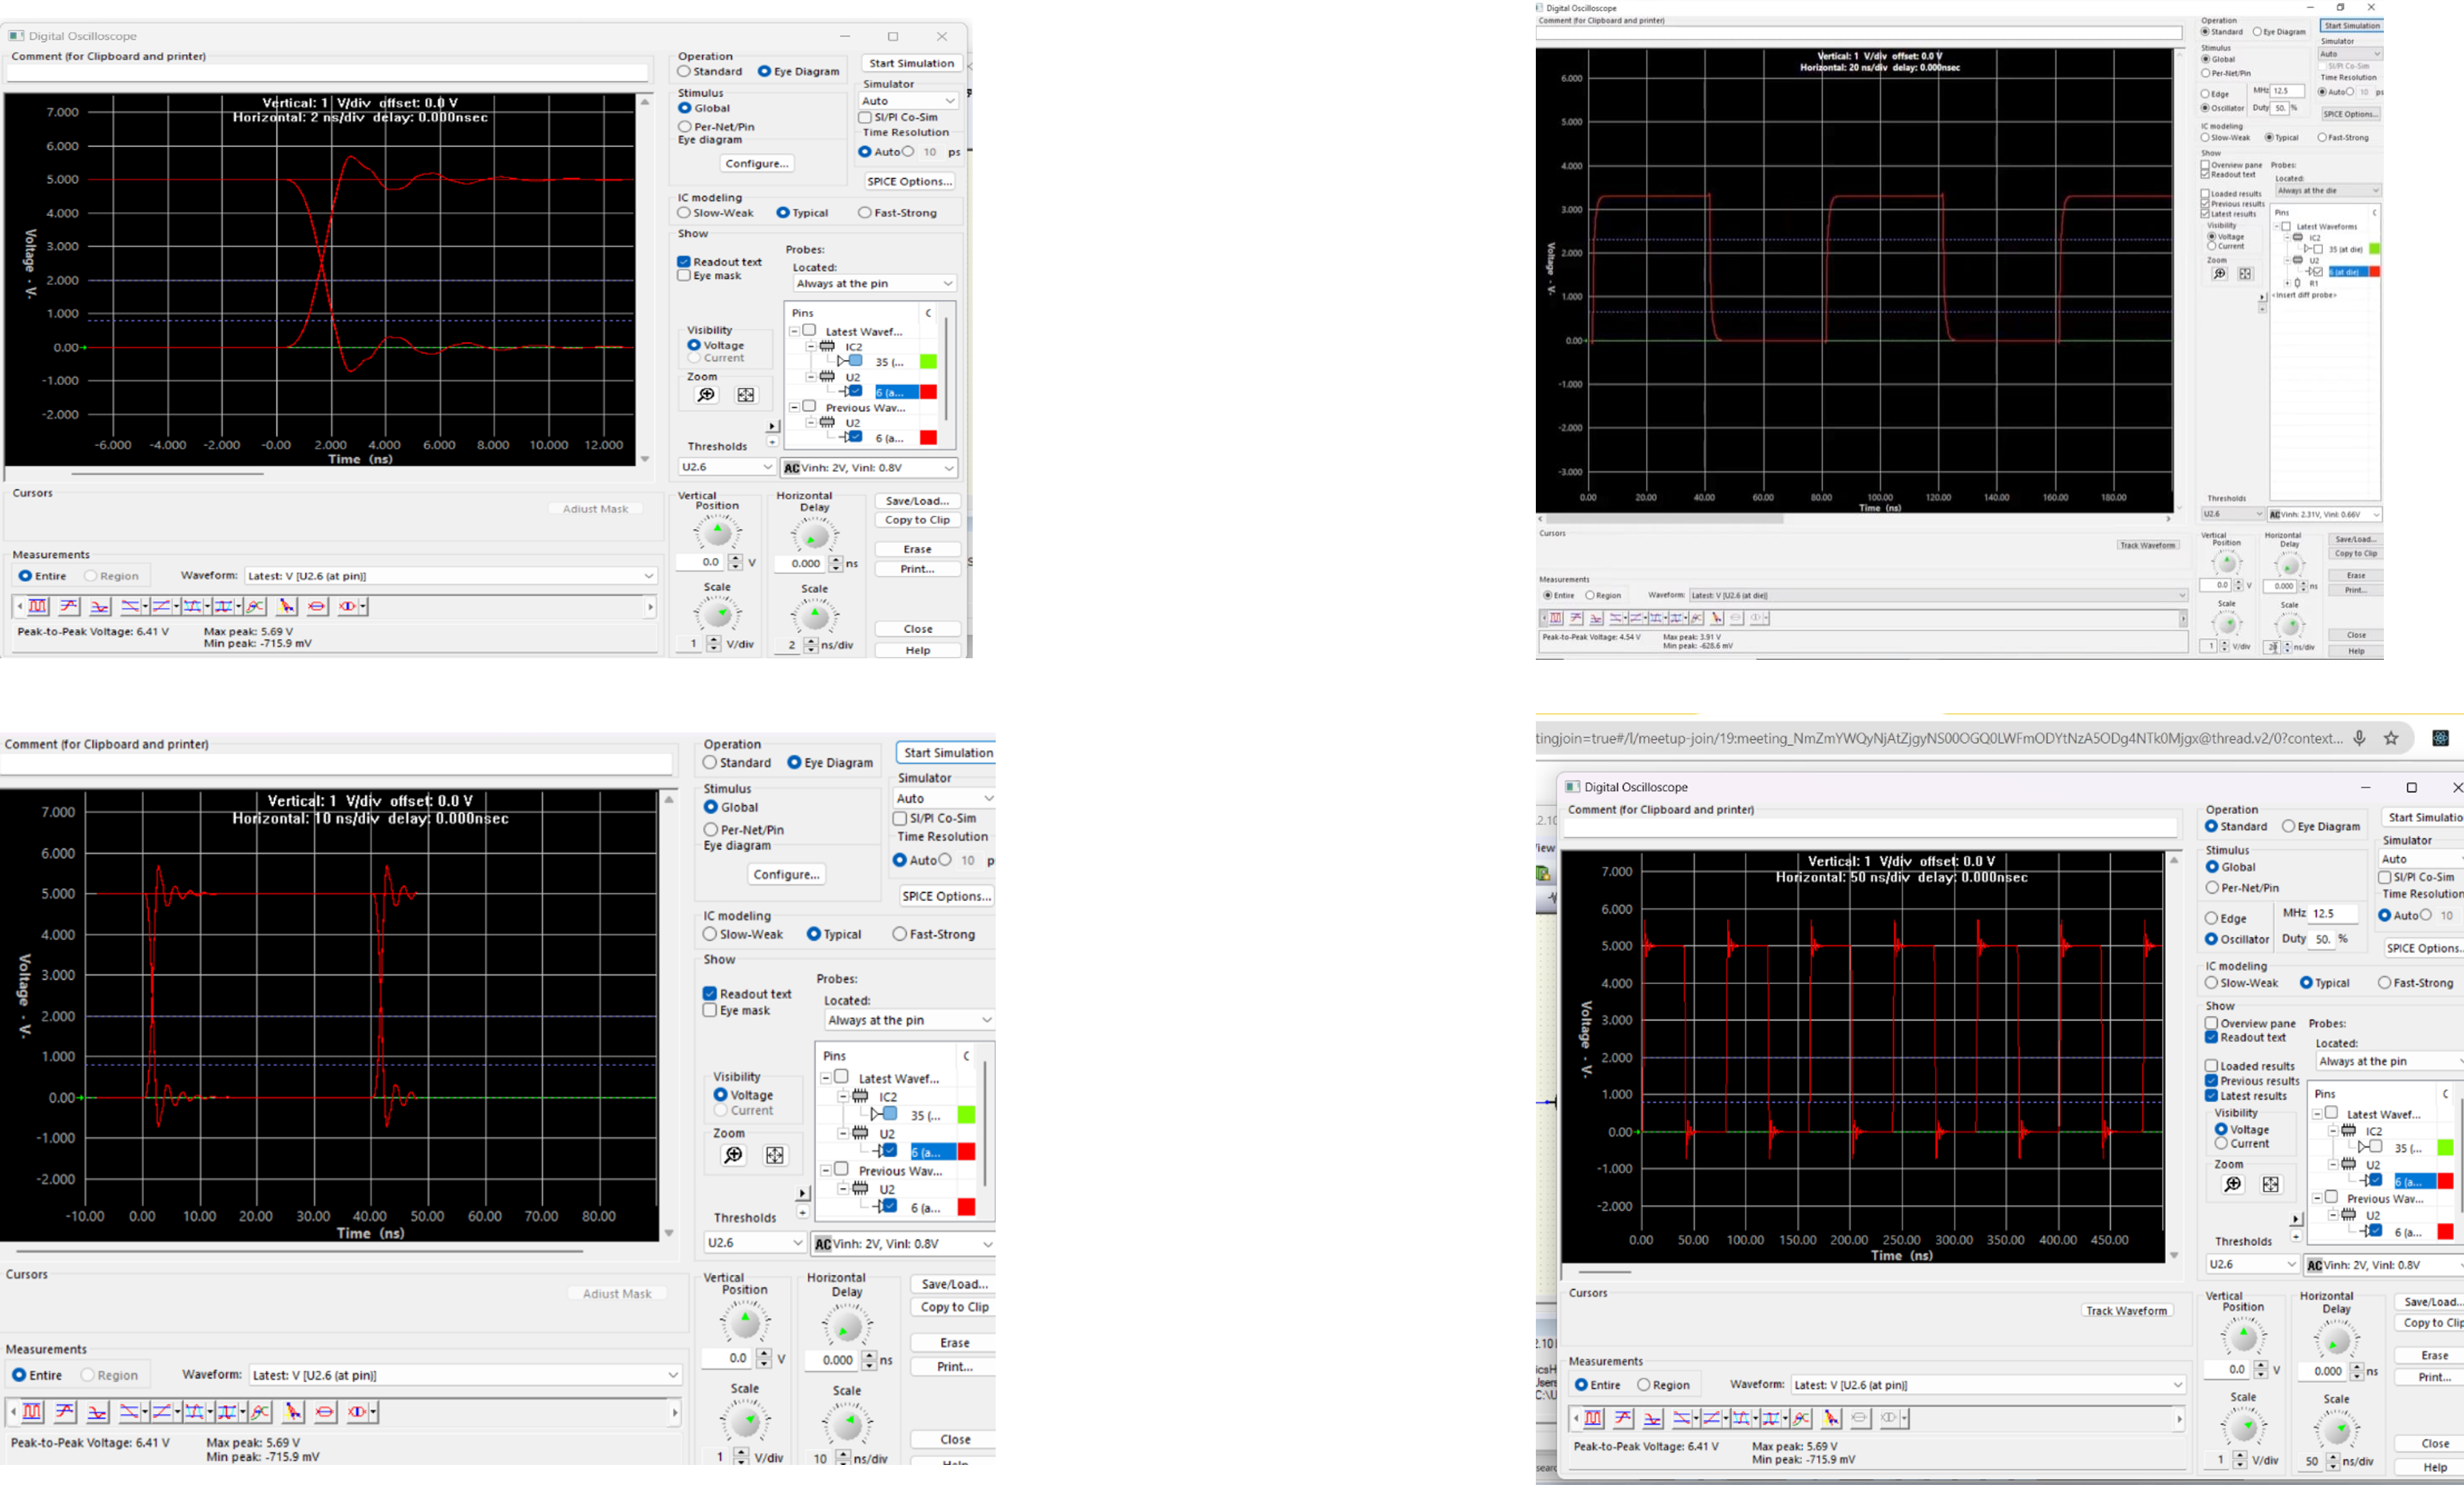 Digital Oscilloscope
Comment (for Clipboard and printer)
Vertical: 1 V/div offset: 0.0 V
Horizontal: 2 ns/div delay: 0.000nsec
7.000
6.000
5.000
4.000
3.000
2.000
1.000
0.00
-1.000
-2.000
Voltage - V-
-6.000 -4.000 -2.000 -0.00 2.000 4.000 6.000 8.000 10.000 12.000
Time (ns)
Operation
Standard Eye Diagram
Start Simulation
Stimulus
Global
Per-Net/Pin
Simulator
Auto
SI/PI Co-Sim
Time Resolution
Auto 10 ps
Eye diagram
Configure...
SPICE Options...
IC modeling
Slow-Weak Typical Fast-Strong
Show
Readout text
Eye mask
Probes:
Located:
Always at the pin
Pins C
Latest Wavef...
IC2
35 (...
U2
6 (a...
Previous Wav...
U2
6 (a...
Visibility
Voltage
Current
Zoom
Thresholds
U2.6 AC Vinh: 2V, Vinl: 0.8V
Cursors
Adjust Mask
Measurements
Entire Region Waveform: Latest: V [U2.6 (at pin)]
Peak-to-Peak Voltage: 6.41 V Max peak: 5.69 V
Min peak: -715.9 mV
Vertical
Position
0.0 V
Scale
1 V/div
Horizontal
Delay
0.000 ns
Scale
2 ns/div
Save/Load...
Copy to Clip
Erase
Print...
Close
Help
Digital Oscilloscope
Comment (for Clipboard and printer)
Vertical: 1 V/div offset: 0.0 V
Horizontal: 20 ns/div delay: 0.000nsec
6.000
5.000
4.000
3.000
2.000
1.000
0.00
-1.000
-2.000
-3.000
Voltage - V-
0.00 20.00 40.00 60.00 80.00 100.00 120.00 140.00 160.00 180.00
Time (ns)
Operation
Standard Eye Diagram
Start Simulation
Stimulus
Global
Per-Net/Pin
Simulator
Auto
SI/PI Co-Sim
Time Resolution
Auto 10 ps
Edge MHz 12.5
Oscillator Duty 50. %
SPICE Options...
IC modeling
Slow-Weak Typical Fast-Strong
Show
Overview pane
Readout text
Loaded results
Previous results
Latest results
Probes:
Located:
Always at the die
Pins C
Latest Waveforms
IC2
35 (at die)
U2
6 (at die)
R1
<Insert diff probe>
Visibility
Voltage
Current
Zoom
Thresholds
U2.6 AC Vinh: 2.31V, Vinl: 0.66V
Cursors
Track Waveform
Measurements
Entire Region Waveform: Latest: V [U2.6 (at die)]
Peak-to-Peak Voltage: 4.54 V Max peak: 3.91 V
Min peak: -628.6 mV
Vertical
Position
0.0 V
Scale
1 V/div
Horizontal
Delay
0.000 ns
Scale
ns/div
Save/Load...
Copy to Clip
Erase
Print...
Close
Help
Comment (for Clipboard and printer)
Vertical: 1 V/div offset: 0.0 V
Horizontal: 10 ns/div delay: 0.000nsec
7.000
6.000
5.000
4.000
3.000
2.000
1.000
0.00
-1.000
-2.000
Voltage - V-
-10.00 0.00 10.00 20.00 30.00 40.00 50.00 60.00 70.00 80.00
Time (ns)
Operation
Standard Eye Diagram
Start Simulation
Stimulus
Global
Per-Net/Pin
Simulator
Auto
SI/PI Co-Sim
Time Resolution
Auto 10 p
Eye diagram
Configure...
SPICE Options...
IC modeling
Slow-Weak Typical Fast-Strong
Show
Readout text
Eye mask
Probes:
Located:
Always at the pin
Pins C
Latest Wavef...
IC2
35 (...
U2
6 (a...
Previous Wav...
U2
6 (a...
Visibility
Voltage
Current
Zoom
Thresholds
U2.6 AC Vinh: 2V, Vinl: 0.8V
Cursors
Adjust Mask
Measurements
Entire Region Waveform: Latest: V [U2.6 (at pin)]
Peak-to-Peak Voltage: 6.41 V Max peak: 5.69 V
Min peak: -715.9 mV
Vertical
Position
0.0 V
Scale
1 V/div
Horizontal
Delay
0.000 ns
Scale
10 ns/div
Save/Load...
Copy to Clip
Erase
Print...
Close
Digital Oscilloscope
Comment (for Clipboard and printer)
Vertical: 1 V/div offset: 0.0 V
Horizontal: 50 ns/div delay: 0.000nsec
7.000
6.000
5.000
4.000
3.000
2.000
1.000
0.00
-1.000
-2.000
Voltage - V-
0.00 50.00 100.00 150.00 200.00 250.00 300.00 350.00 400.00 450.00
Time (ns)
Operation
Standard Eye Diagram
Start Simulatio
Stimulus
Global
Per-Net/Pin
Simulator
Auto
SI/PI Co-Sim
Time Resolution
Auto 10
Edge MHz 12.5
Oscillator Duty 50. %
SPICE Options..
IC modeling
Slow-Weak Typical Fast-Strong
Show
Overview pane
Readout text
Loaded results
Previous results
Latest results
Probes:
Located:
Always at the pin
Pins C
Latest Wavef...
IC2
35 (...
U2
6 (a...
Previous Wav...
U2
6 (a...
Visibility
Voltage
Current
Zoom
Thresholds
U2.6 AC Vinh: 2V, Vinl: 0.8V
Cursors
Track Waveform
Measurements
Entire Region Waveform: Latest: V [U2.6 (at pin)]
Peak-to-Peak Voltage: 6.41 V Max peak: 5.69 V
Min peak: -715.9 mV
Vertical
Position
0.0 V
Scale
1 V/div
Horizontal
Delay
0.000 ns
Scale
50 ns/div
Save/Load...
Copy to Clip
Erase
Print...
Close
Help